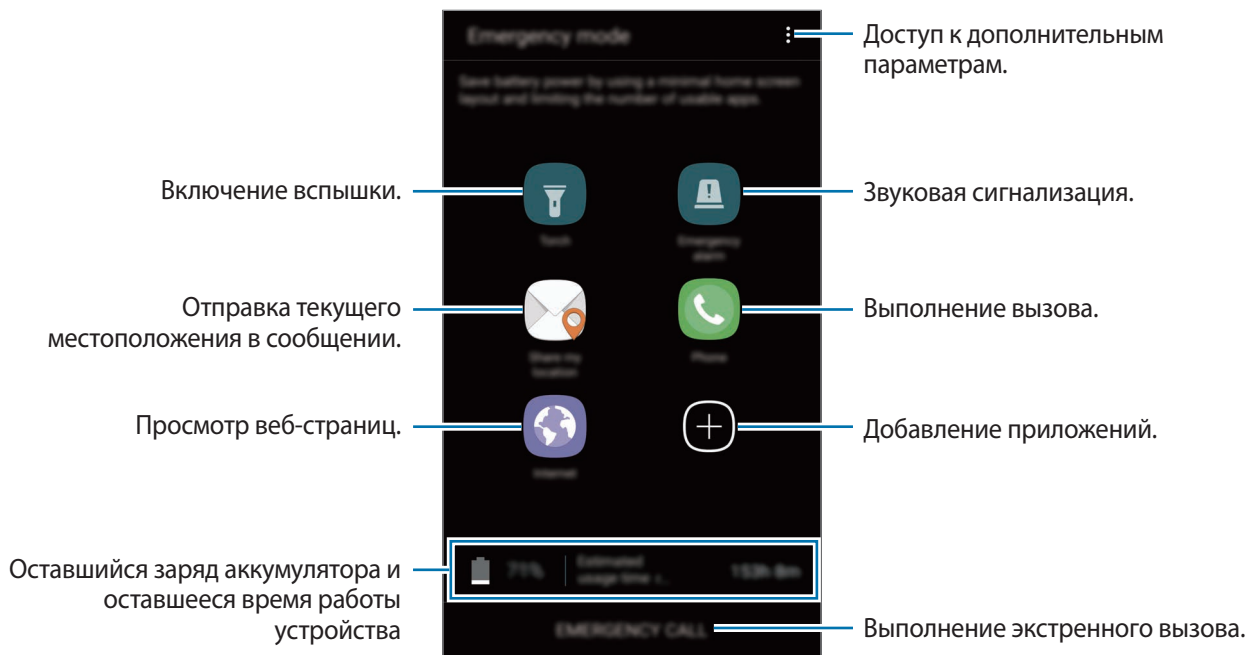 Emergency mode
Доступ к дополнительным
параметрам.
Save battery power by using a minimal home screen
layout and limiting the number of usable apps.
Включение вспышки.
Torch
Звуковая сигнализация.
Emergency
alarm
Отправка текущего
местоположения в сообщении.
Share my
location
Выполнение вызова.
Phone
Просмотр веб-страниц.
Internet
Добавление приложений.
Оставшийся заряд аккумулятора и
оставшееся время работы
устройства
71%
Estimated
usage time
153h 8m
EMERGENCY CALL
Выполнение экстренного вызова.